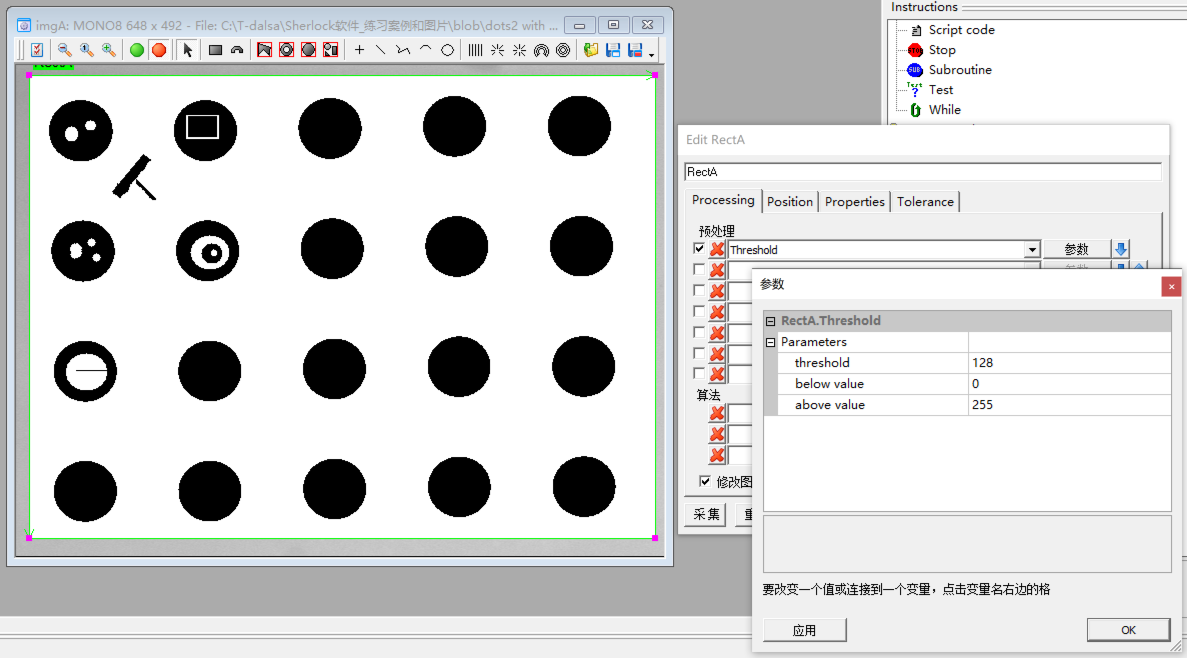 imgA: MONO8 648 x 492 - File: C:\T-dalsa\Sherlock软件_练习案例和图片\blob\dots2 with ...
Instructions
Script code
Stop
Subroutine
Test
While
Edit RectA
RectA
Processing
Position
Properties
Tolerance
预处理
Threshold
参数
参数
RectA.Threshold
Parameters
threshold 128
below value 0
above value 255
算法
修改图
采集
重
要改变一个值或连接到一个变量，点击变量名右边的格
应用
OK